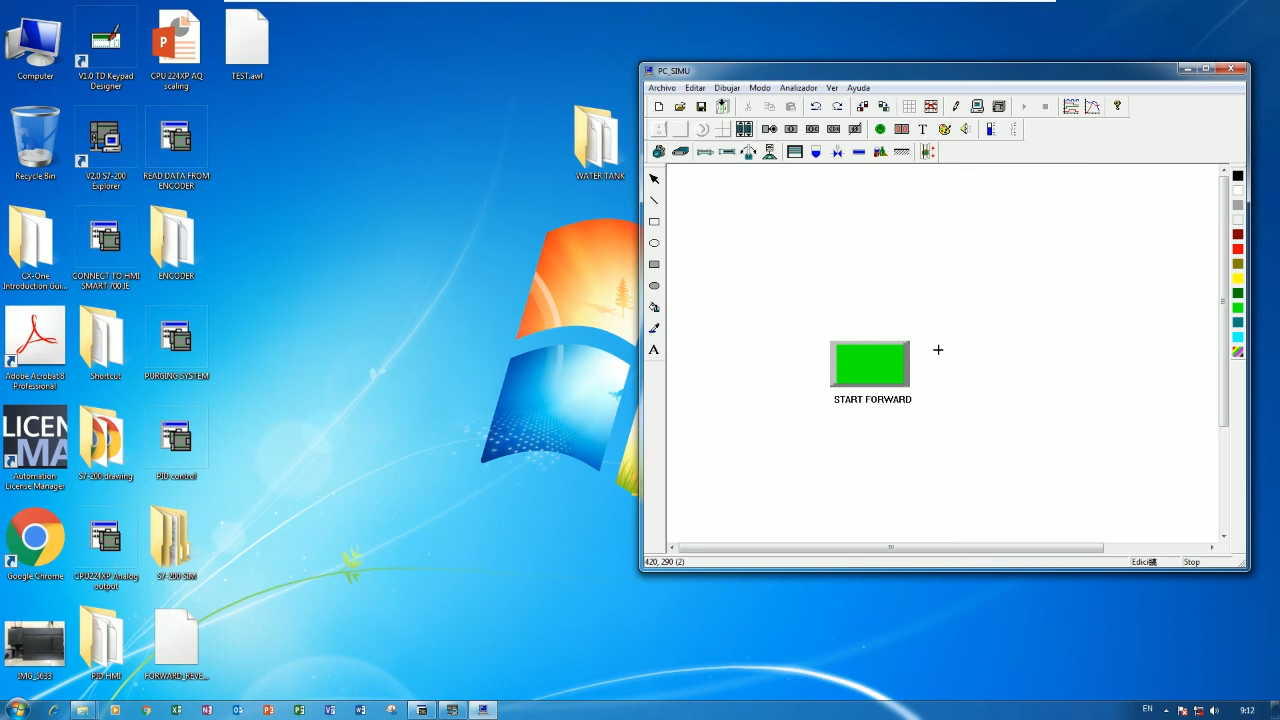 Computer
V1.0 TD Keypad
Designer
CPU 224XP AQ
scaling
TEST.awl
Recycle Bin
V2.0 S7-200
Explorer
READ DATA FROM
ENCODER
WATER TANK
CX-One
Introduction Gui...
CONNECT TO HMI
SMART 700 IE
ENCODER
Adobe Acrobat 8
Professional
Shortcut
PURGING SYSTEM
LICEN
MA
Automation
License Manager
S7-200 drawing
PID control
Google Chrome
CPU224XP Analog
output
S7-200 SIM
IMG_5633
PID HMI
FORWARD_REVE...
PC_SIMU
Archivo Editar Dibujar Modo Analizador Ver Ayuda
T
A
START FORWARD
420, 290 (2)
Stop
EN
9:12